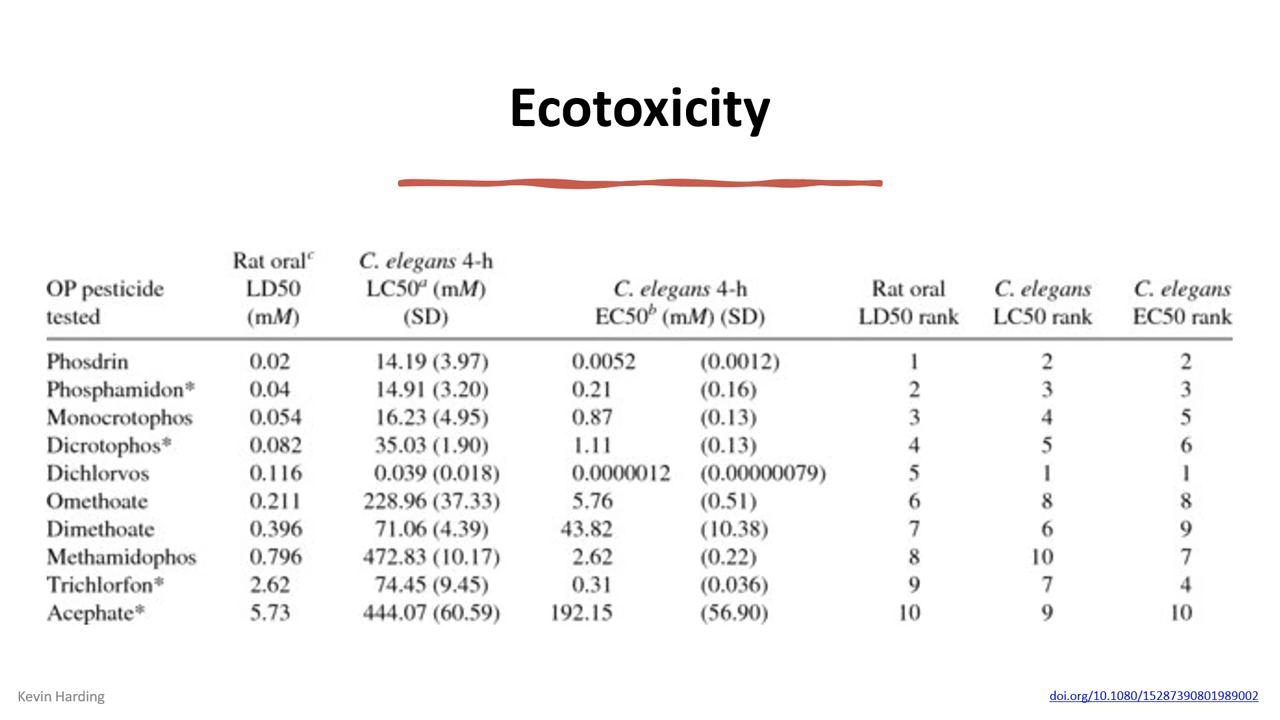 Ecotoxicity
Rat oralc C. elegans 4-h
OP pesticide LD50 LC50a (mM) C. elegans 4-h Rat oral C. elegans C. elegans
tested (mM) (SD) EC50b (mM) (SD) LD50 rank LC50 rank EC50 rank
Phosdrin 0.02 14.19 (3.97) 0.0052 (0.0012) 1 2 2
Phosphamidon* 0.04 14.91 (3.20) 0.21 (0.16) 2 3 3
Monocrotophos 0.054 16.23 (4.95) 0.87 (0.13) 3 4 5
Dicrotophos* 0.082 35.03 (1.90) 1.11 (0.13) 4 5 6
Dichlorvos 0.116 0.039 (0.018) 0.0000012 (0.00000079) 5 1 1
Omethoate 0.211 228.96 (37.33) 5.76 (0.51) 6 8 8
Dimethoate 0.396 71.06 (4.39) 43.82 (10.38) 7 6 9
Methamidophos 0.796 472.83 (10.17) 2.62 (0.22) 8 10 7
Trichlorfon* 2.62 74.45 (9.45) 0.31 (0.036) 9 7 4
Acephate* 5.73 444.07 (60.59) 192.15 (56.90) 10 9 10
Kevin Harding doi.org/10.1080/15287390801989002